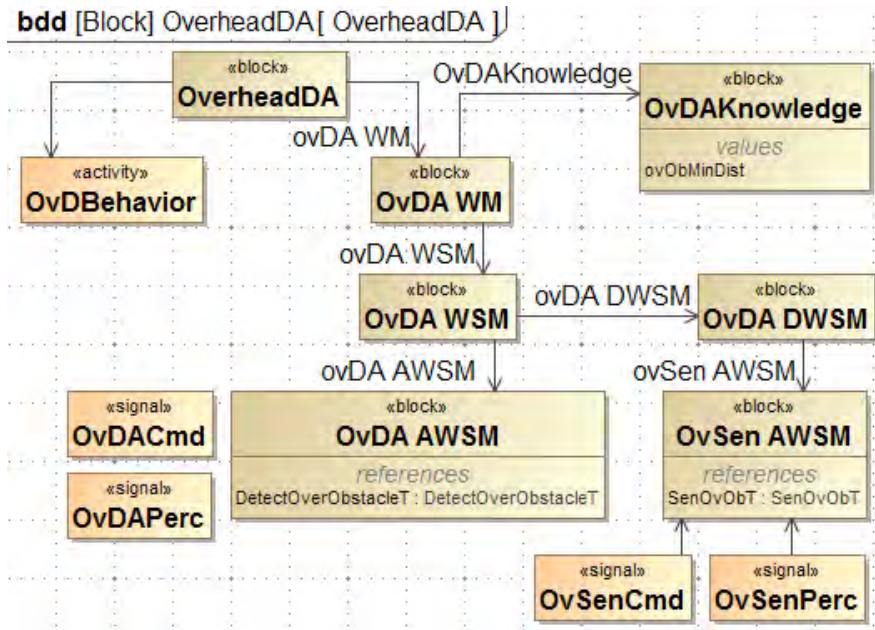 bdd [Block] OverheadDA[ OverheadDA ]
«block»
OverheadDA
OvDAKnowledge
«block»
OvDAKnowledge
values
ovObMinDist
ovDA WM
«activity»
OvDBehavior
«block»
OvDA WM
ovDA WSM
«block»
OvDA WSM
ovDA DWSM
«block»
OvDA DWSM
ovDA AWSM
ovSen AWSM
«signal»
OvDACmd
«block»
OvDA AWSM
references
DetectOverObstacleT : DetectOverObstacleT
«block»
OvSen AWSM
references
SenOvObT : SenOvObT
«signal»
OvDAPerc
«signal»
OvSenCmd
«signal»
OvSenPerc